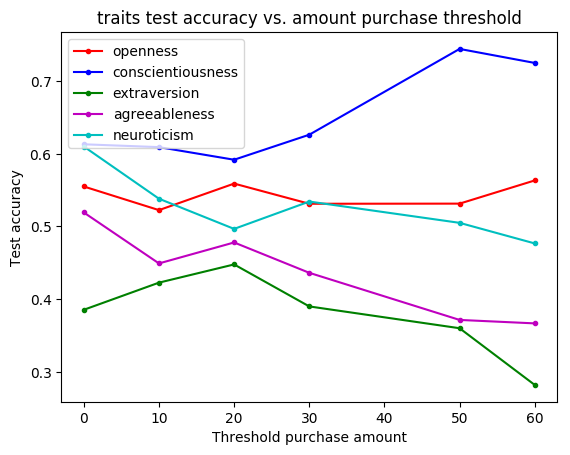 traits test accuracy vs. amount purchase threshold
openness
conscientiousness
extraversion
agreeableness
neuroticism
Test accuracy
0.7
0.6
0.5
0.4
0.3
0 10 20 30 40 50 60
Threshold purchase amount